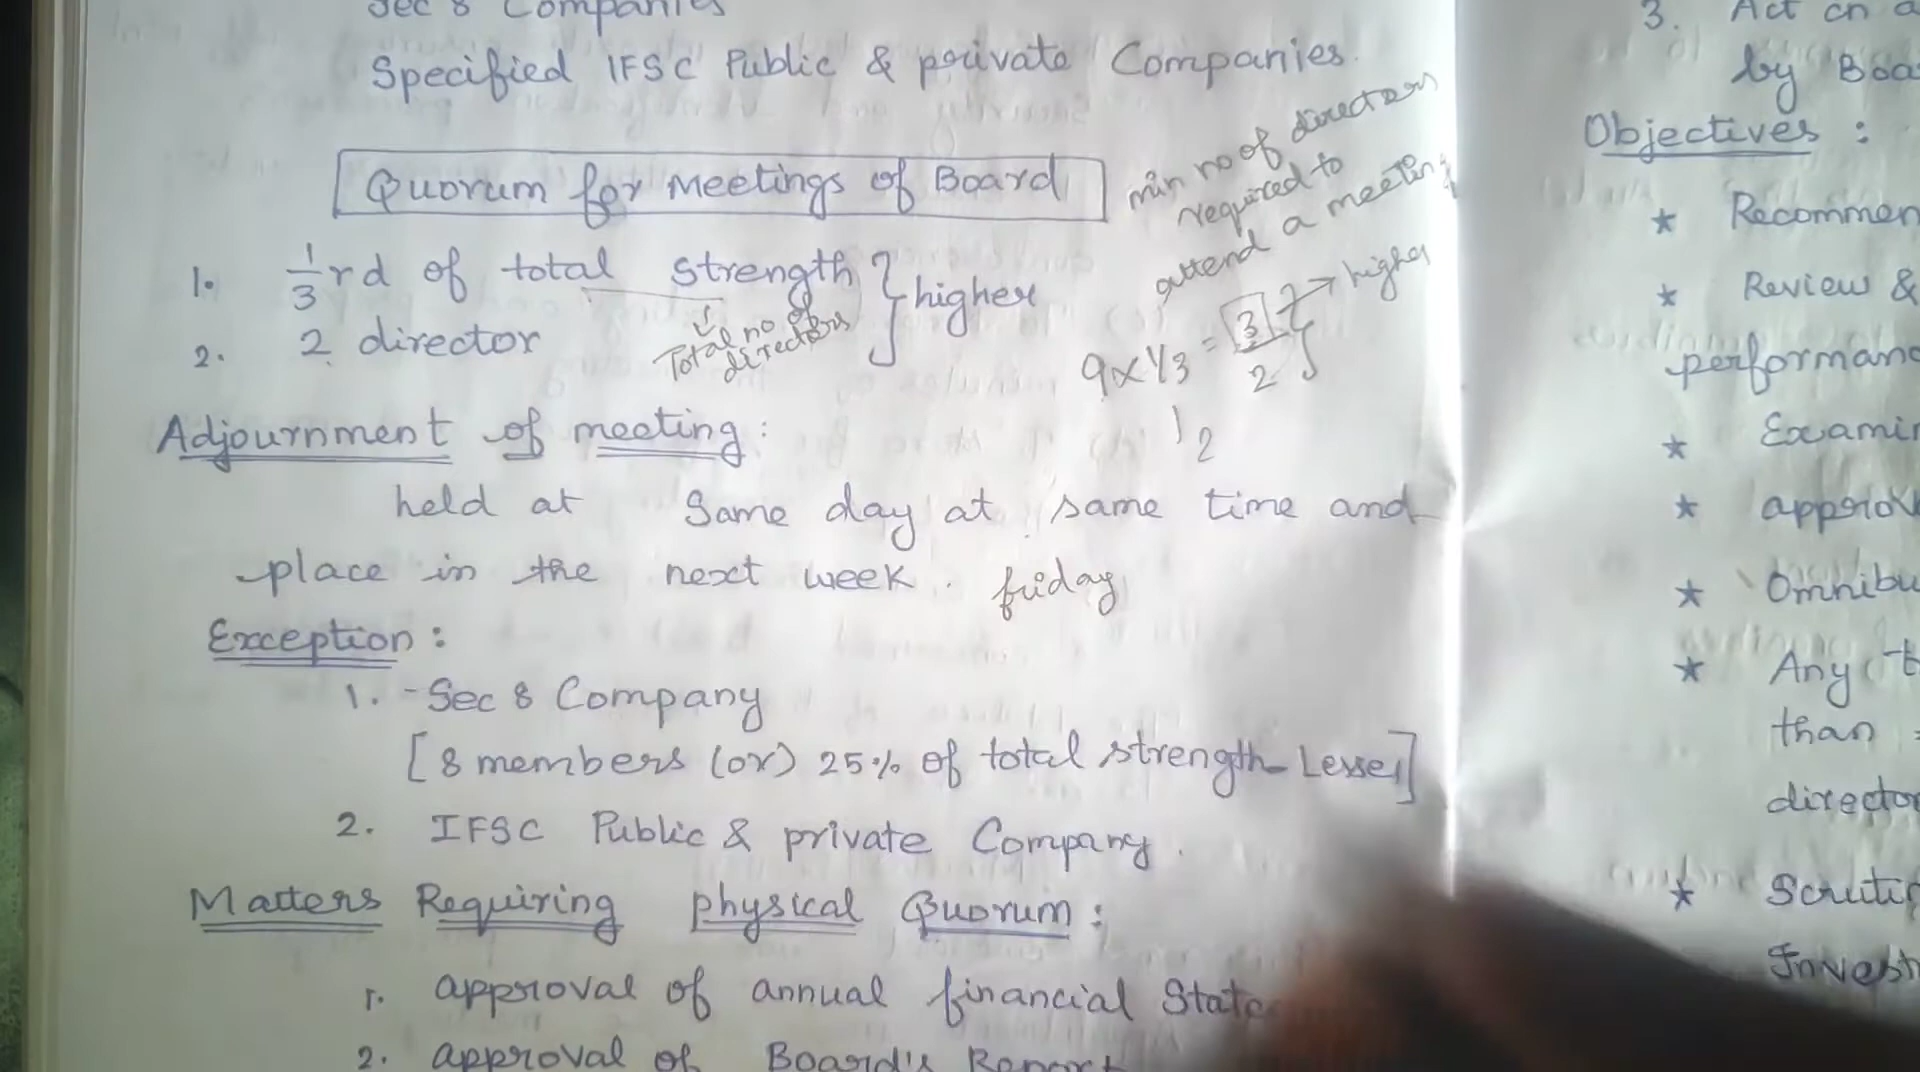 Sec 8 Companies
Specified IFSC Public & private Companies.
Quorum for Meetings of Board
min no of directors
required to
attend a meeting
1. 1/3 rd of total strength } higher
Total no of
directors
2. 2 director
9x1/3 = 3 } → higher
2
1 2
Adjournment of meeting:
held at Same day at same time and
place in the next week. friday
Exception:
1. - Sec 8 Company
[8 members (or) 25% of total strength - Lesser]
2. IFSC Public & private Company.
Matters Requiring physical Quorum:
1. approval of annual financial State
2. approval of Board's Report
3. Act on a
by Boa
Objectives:
* Recommen
* Review &
performanc
* Examin
* approv
* Omnibu
* Any t
than
director
* Scruti
Invest